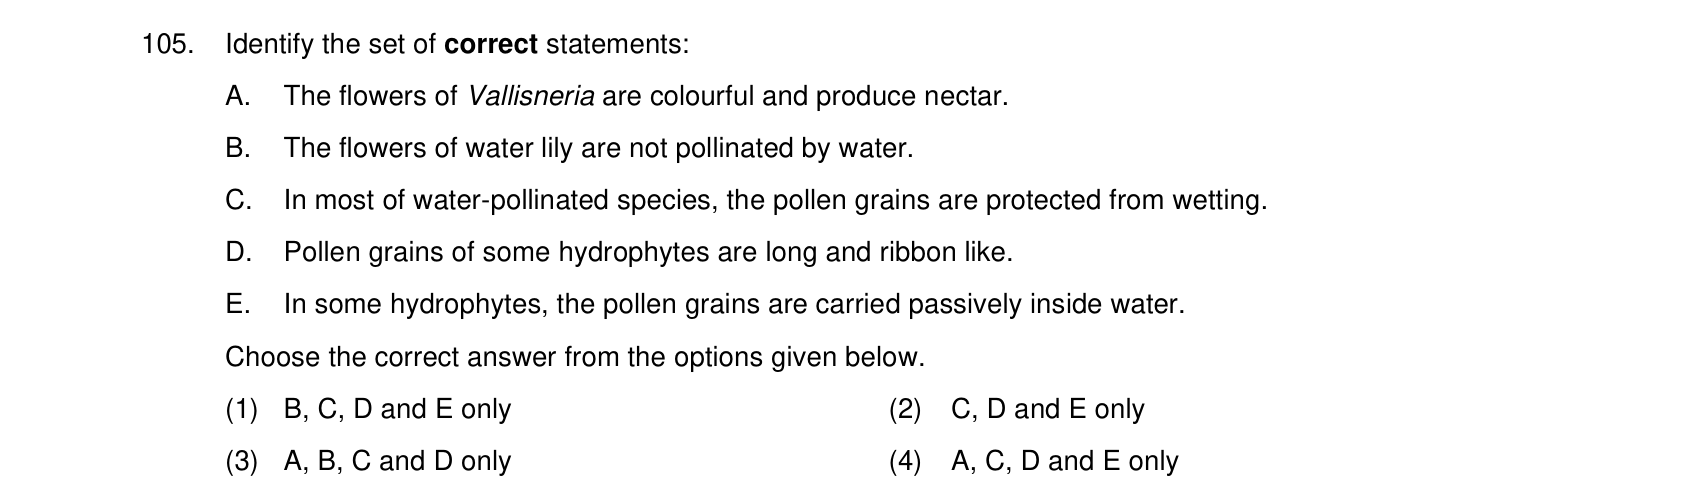 105. Identify the set of correct statements:
A. The flowers of Vallisneria are colourful and produce nectar.
B. The flowers of water lily are not pollinated by water.
C. In most of water-pollinated species, the pollen grains are protected from wetting.
D. Pollen grains of some hydrophytes are long and ribbon like.
E. In some hydrophytes, the pollen grains are carried passively inside water.
Choose the correct answer from the options given below.
(1) B, C, D and E only (2) C, D and E only
(3) A, B, C and D only (4) A, C, D and E only